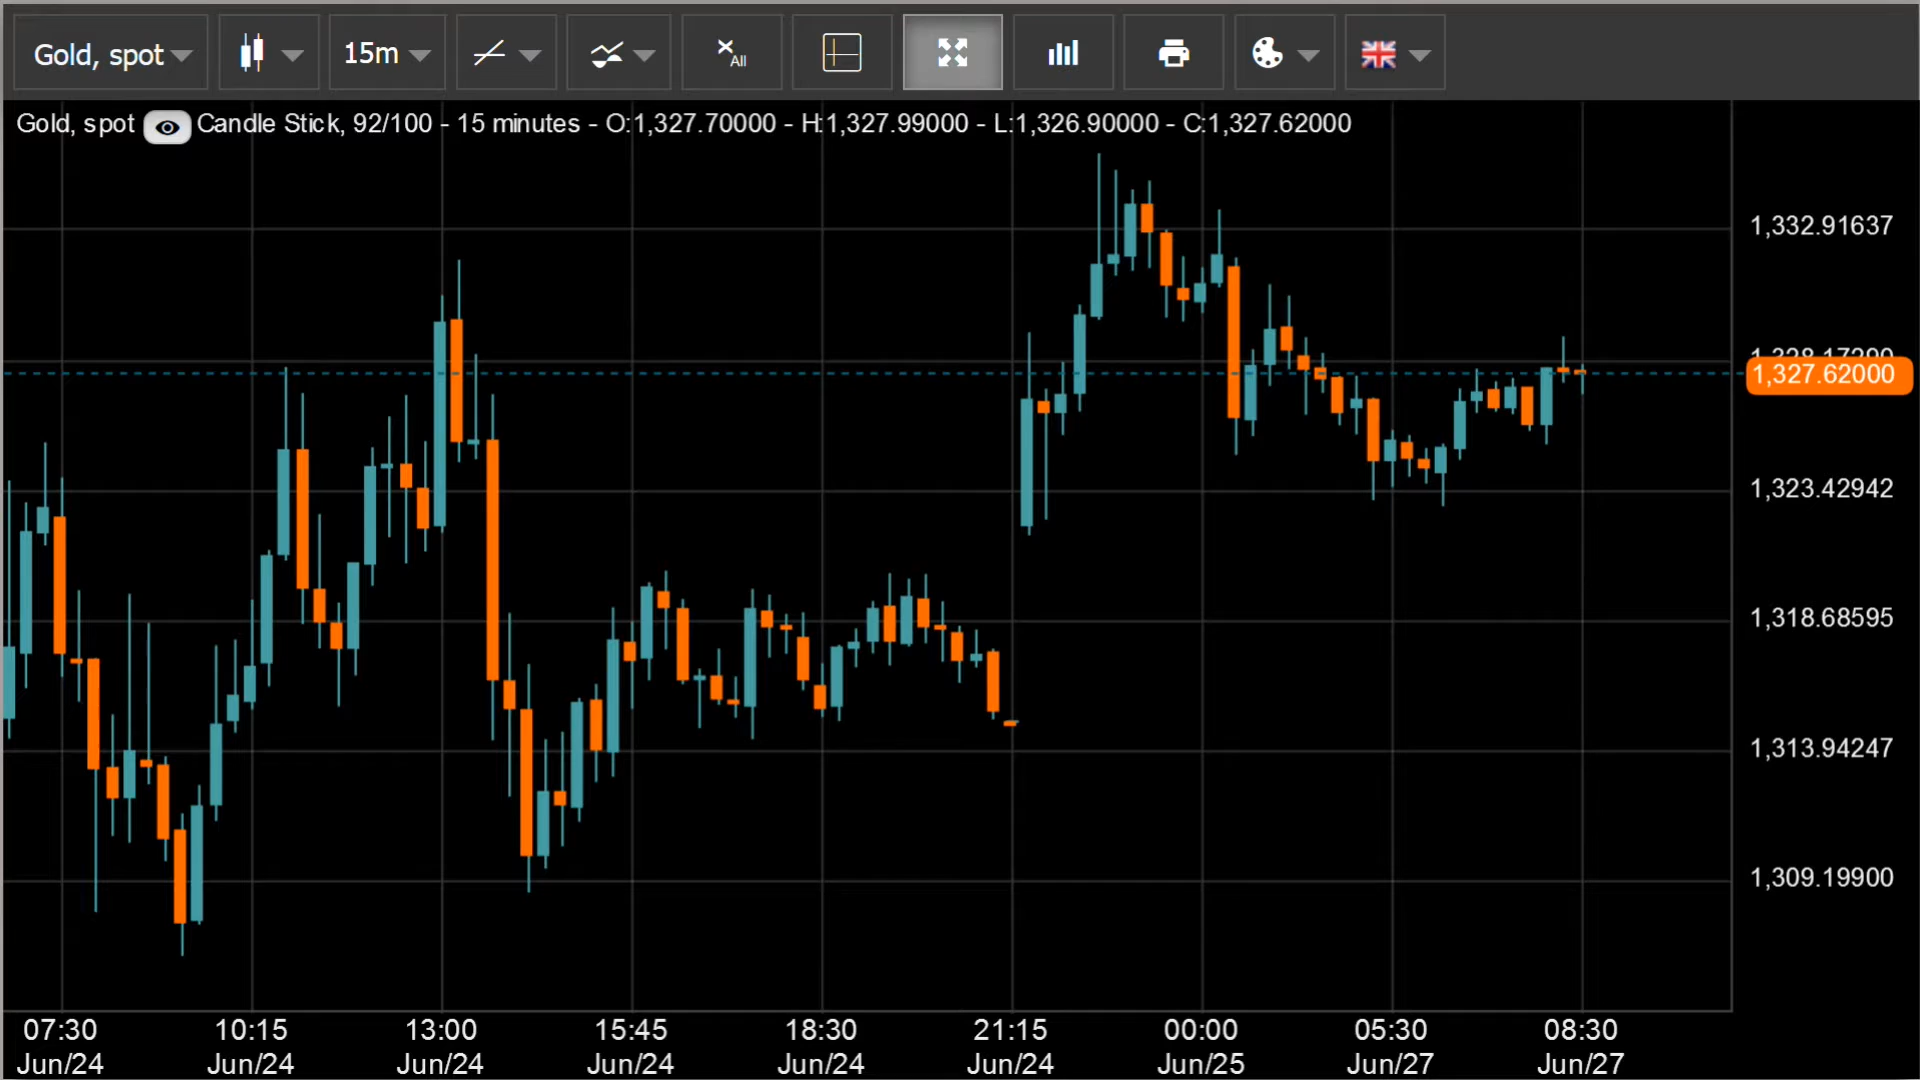 Gold, spot 15m x All
Gold, spot Candle Stick, 92/100 - 15 minutes - O:1,327.70000 - H:1,327.99000 - L:1,326.90000 - C:1,327.62000
1,332.91637
1,327.62000
1,323.42942
1,318.68595
1,313.94247
1,309.19900
07:30 10:15 13:00 15:45 18:30 21:15 00:00 05:30 08:30
Jun/24 Jun/24 Jun/24 Jun/24 Jun/24 Jun/24 Jun/25 Jun/27 Jun/27